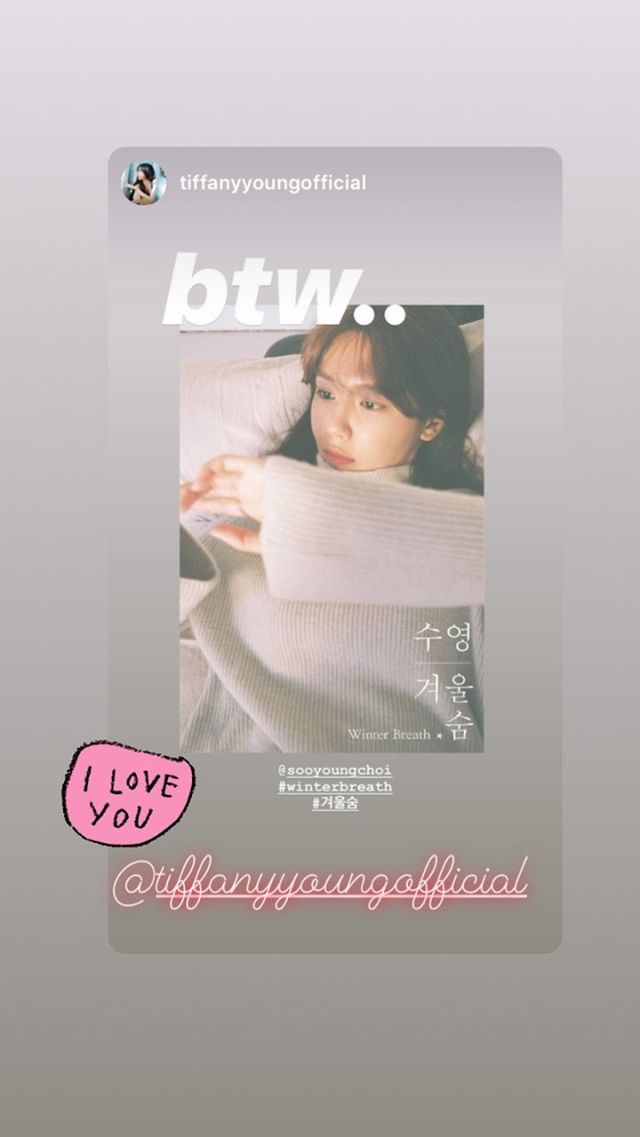 tiffanyyoungofficial
btw..
수영
겨울
숨
Winter Breath ★
@sooyoungchoi
#winterbreath
#겨울숨
I LOVE
YOU
@tiffanyyoungofficial